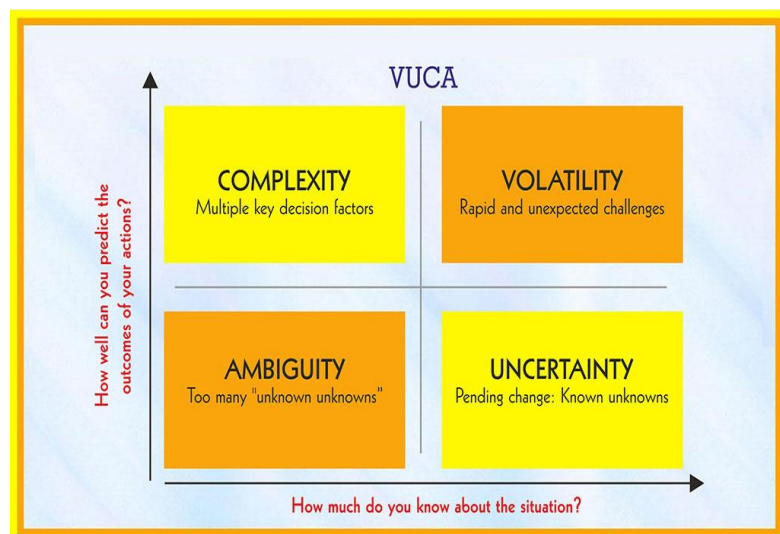 VUCA
How well can you predict the
outcomes of your actions?
COMPLEXITY
Multiple key decision factors
VOLATILITY
Rapid and unexpected challenges
AMBIGUITY
Too many "unknown unknowns"
UNCERTAINTY
Pending change: Known unknowns
How much do you know about the situation?